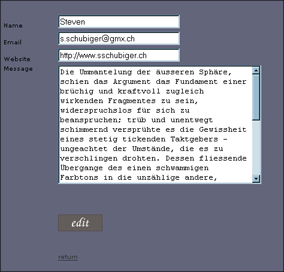 Name
Steven
Email
s.schubiger@gmx.ch
Website
http://www.sschubiger.ch
Message
Die Ummantelung der äusseren Sphäre,
schien das Argument das Fundament einer
brüchig und kraftvoll zugleich
wirkenden Fragmentes zu sein,
widerspruchslos für sich zu
beanspruchen; trüb und unentwegt
schimmernd versprühte es die Gewissheit
eines stetig tickenden Taktgebers -
ungeachtet der Umstände, die es zu
verschlingen drohten. Dessen fliessende
Übergange des einen schwammigen
Farbtons in die unzählige andere,
edit
return